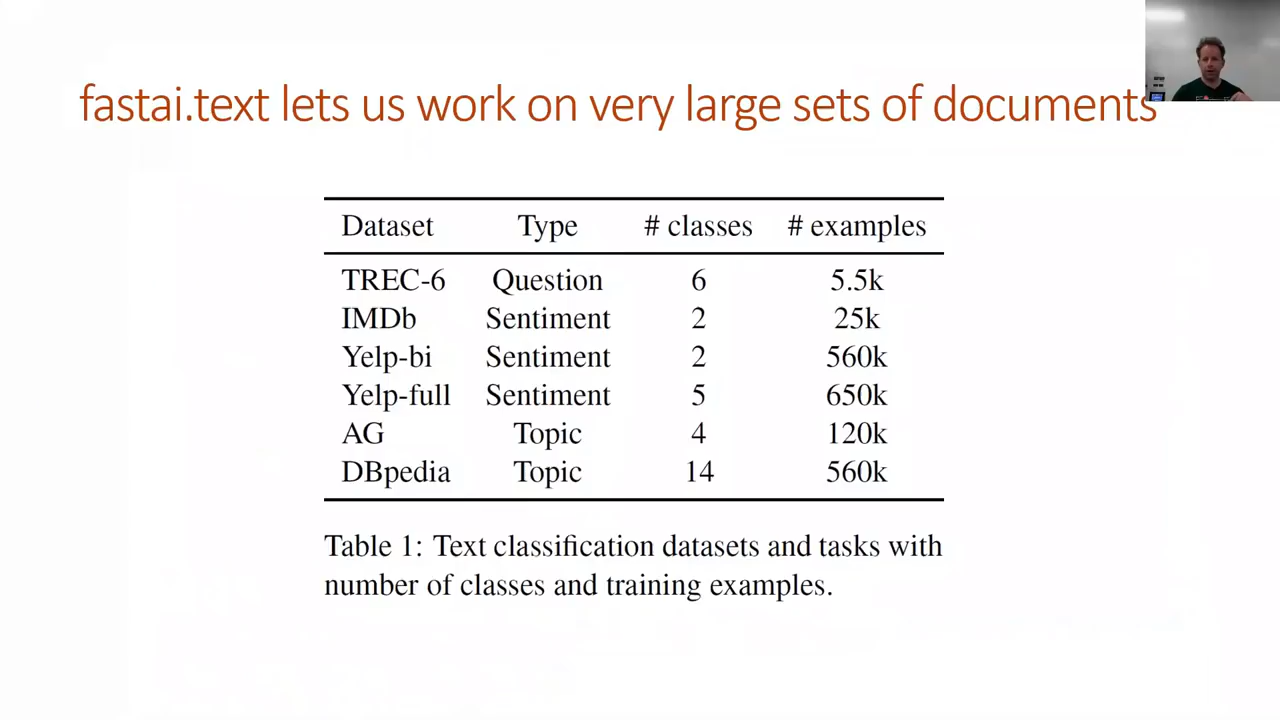 fastai.text lets us work on very large sets of documents
Dataset Type # classes # examples
TREC-6 Question 6 5.5k
IMDb Sentiment 2 25k
Yelp-bi Sentiment 2 560k
Yelp-full Sentiment 5 650k
AG Topic 4 120k
DBpedia Topic 14 560k
Table 1: Text classification datasets and tasks with
number of classes and training examples.